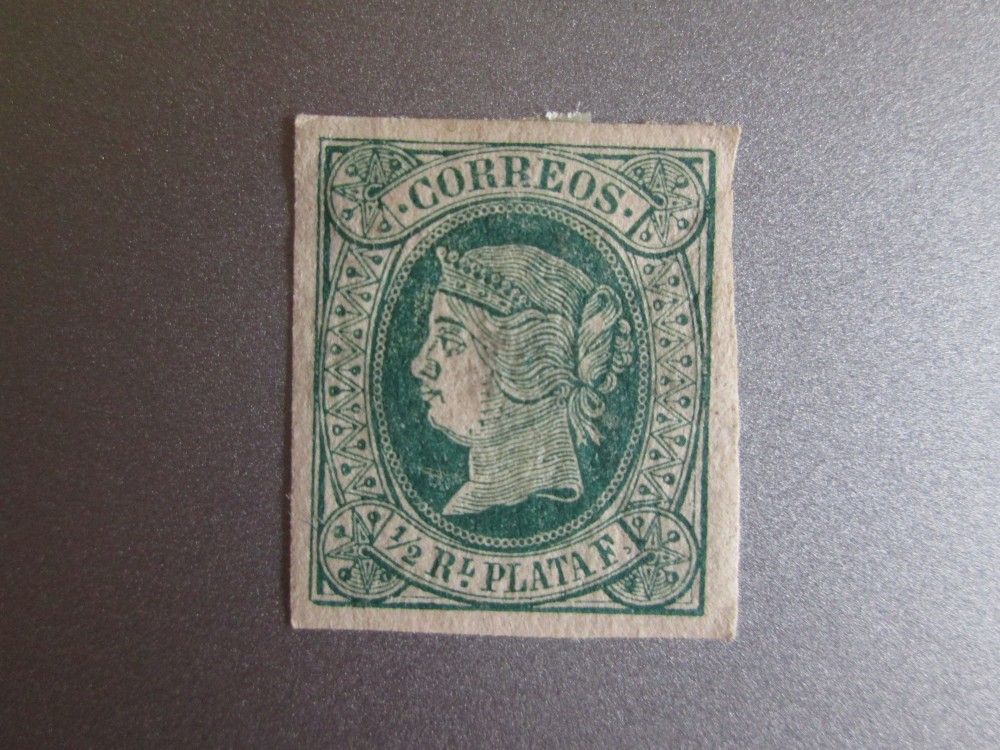 ·CORREOS·
1/2 RL PLATA F.